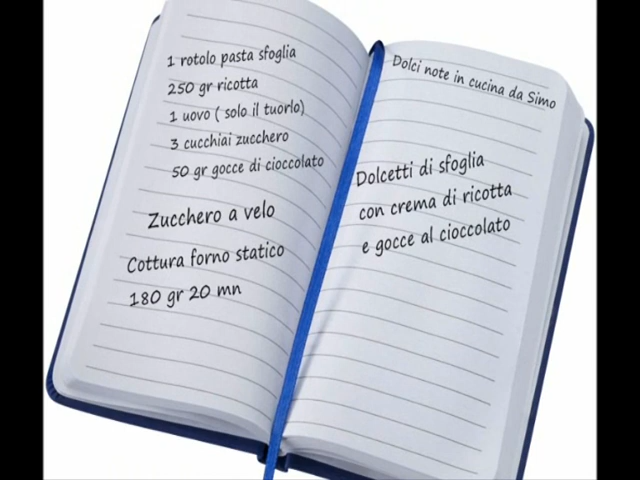 1 rotolo pasta sfoglia
250 gr ricotta
1 uovo ( solo il tuorlo)
3 cucchiai zucchero
50 gr gocce di cioccolato
Zucchero a velo
Cottura forno statico
180 gr 20 mn
Dolci note in cucina da Simo
Dolcetti di sfoglia
con crema di ricotta
e gocce al cioccolato